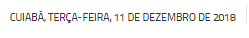 CUIABÁ, TERÇA-FEIRA, 11 DE DEZEMBRO DE 2018